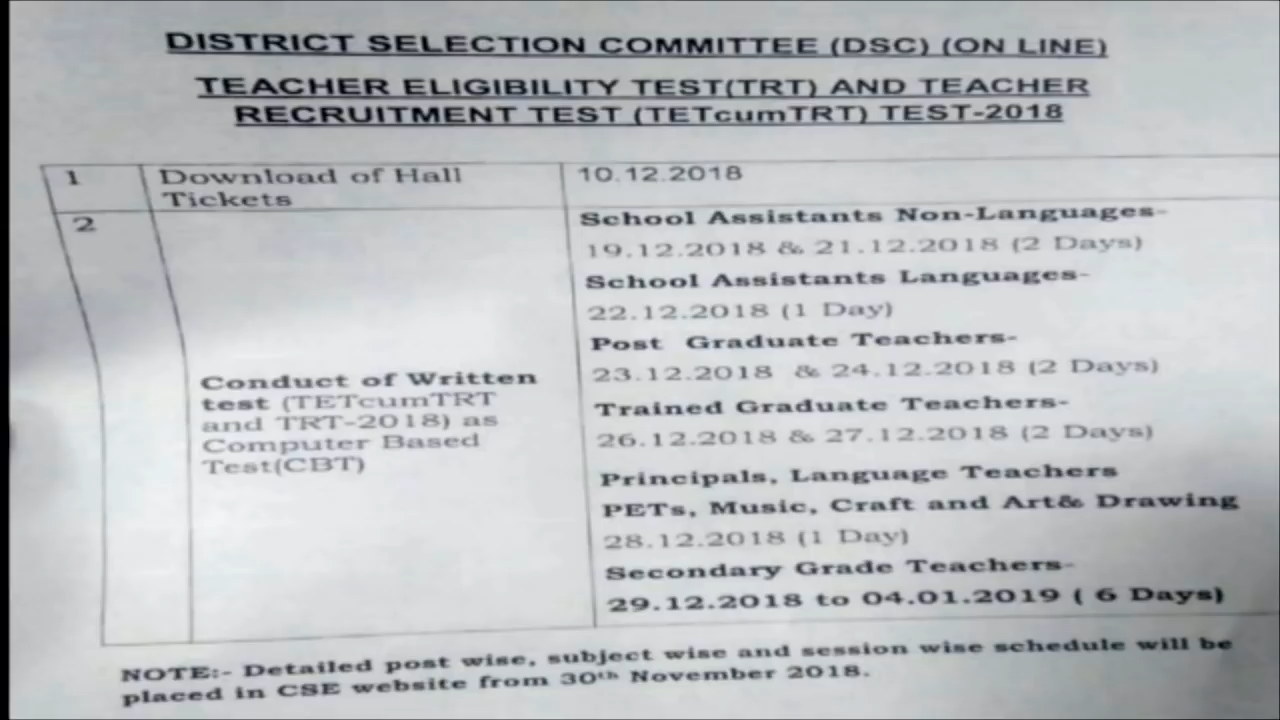 DISTRICT SELECTION COMMITTEE (DSC) (ON LINE)
TEACHER ELIGIBILITY TEST(TRT) AND TEACHER
RECRUITMENT TEST (TETcumTRT) TEST-2018
1 Download of Hall 10.12.2018
Tickets
2
School Assistants Non-Languages-
19.12.2018 & 21.12.2018 (2 Days)
School Assistants Languages-
22.12.2018 (1 Day)
Post Graduate Teachers-
23.12.2018 & 24.12.2018 (2 Days)
Conduct of Written
test (TETcumTRT
and TRT-2018) as
Computer Based
Test(CBT)
Trained Graduate Teachers-
26.12.2018 & 27.12.2018 (2 Days)
Principals, Language Teachers
PETs, Music, Craft and Art& Drawing
28.12.2018 (1 Day)
Secondary Grade Teachers-
29.12.2018 to 04.01.2019 ( 6 Days)
NOTE:- Detailed post wise, subject wise and session wise schedule will be
placed in CSE website from 30th November 2018.